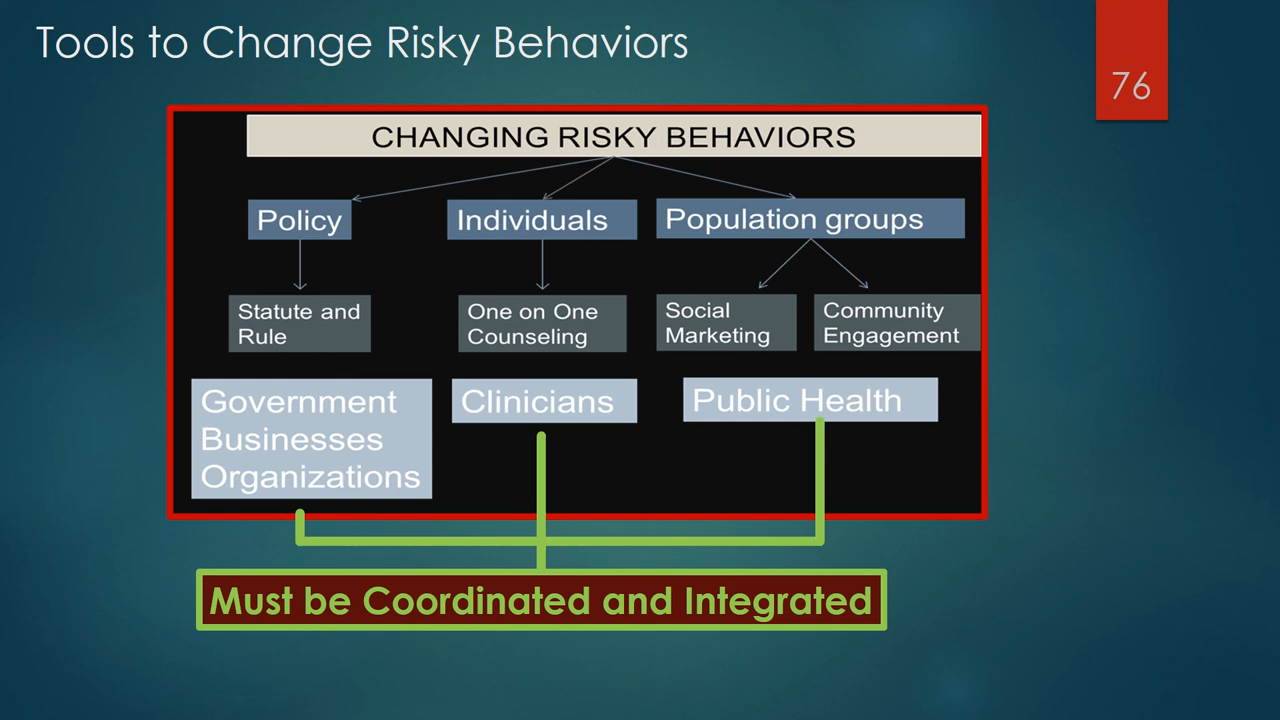 Tools to Change Risky Behaviors
76
CHANGING RISKY BEHAVIORS
Policy
Individuals
Population groups
Statute and
Rule
One on One
Counseling
Social
Marketing
Community
Engagement
Government
Businesses
Organizations
Clinicians
Public Health
Must be Coordinated and Integrated